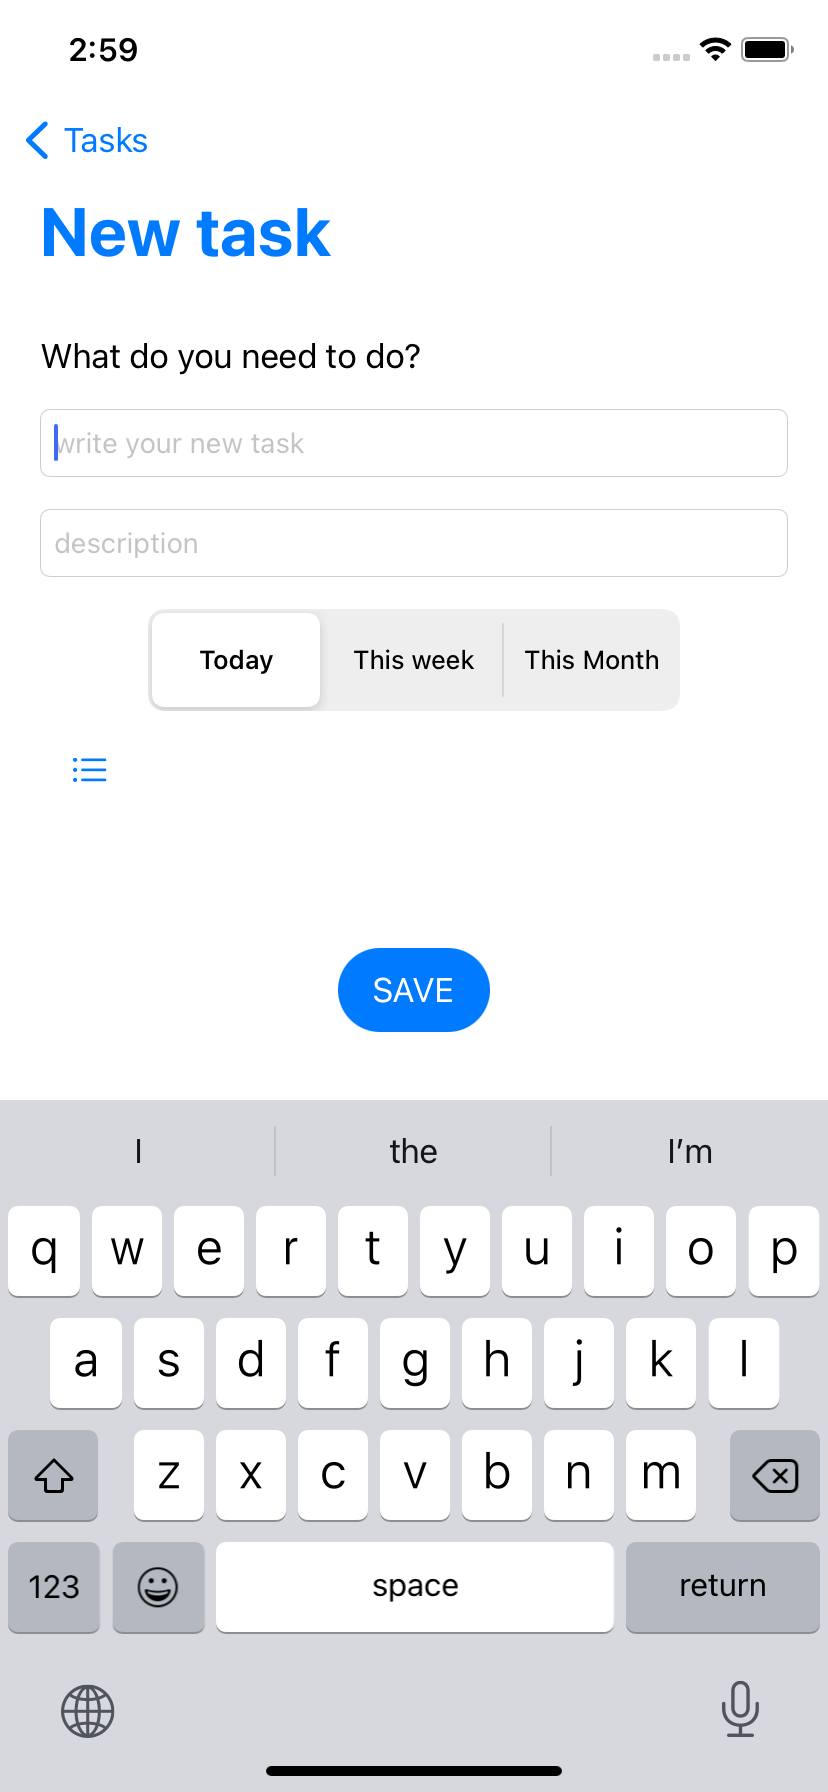 2:59
Tasks
New task
What do you need to do?
write your new task
description
Today This week This Month
SAVE
I the I’m
q w e r t y u i o p
a s d f g h j k l
z x c v b n m
123 space return